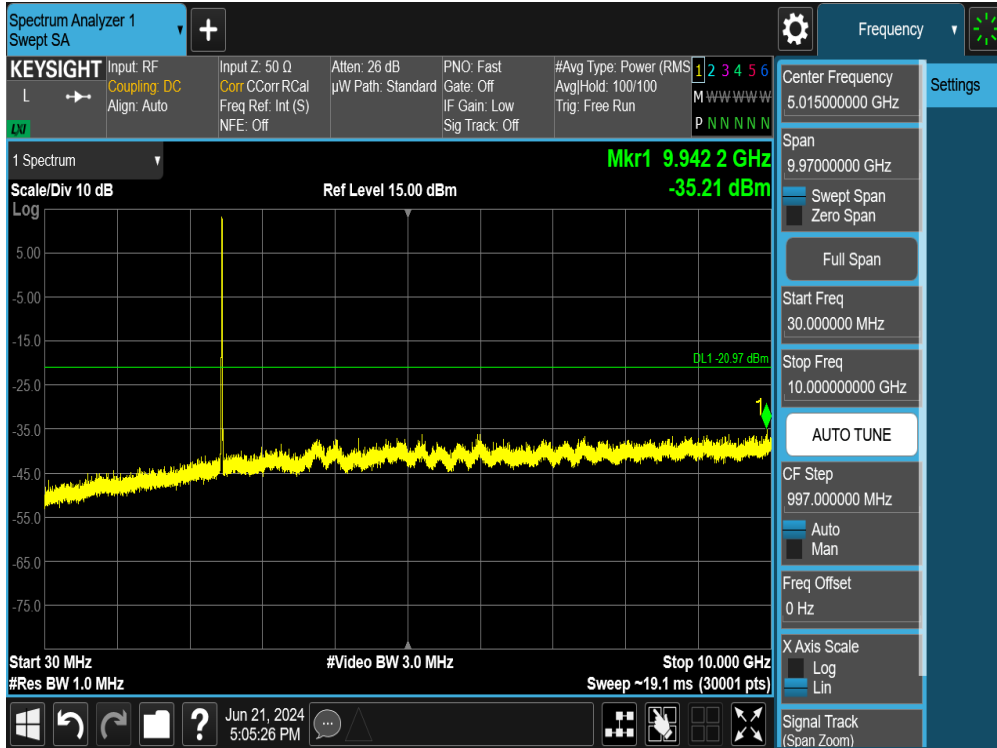 Spectrum Analyzer 1
Swept SA
+
Frequency
KEYSIGHT
L
LXI
Input: RF
Coupling: DC
Align: Auto
Input Z: 50 Ω
Corr CCorr RCal
Freq Ref: Int (S)
NFE: Off
Atten: 26 dB
µW Path: Standard
PNO: Fast
Gate: Off
IF Gain: Low
Sig Track: Off
#Avg Type: Power (RMS
Avg|Hold: 100/100
Trig: Free Run
1 2 3 4 5 6
M W W W W W
P N N N N N
1 Spectrum
Mkr1 9.942 2 GHz
-35.21 dBm
Scale/Div 10 dB
Ref Level 15.00 dBm
Log
5.00
-5.00
-15.0
DL1 -20.97 dBm
-25.0
1
-35.0
-45.0
-55.0
-65.0
-75.0
Start 30 MHz
#Video BW 3.0 MHz
Stop 10.000 GHz
#Res BW 1.0 MHz
Sweep ~19.1 ms (30001 pts)
Center Frequency
5.015000000 GHz
Span
9.97000000 GHz
Swept Span
Zero Span
Full Span
Start Freq
30.000000 MHz
Stop Freq
10.000000000 GHz
AUTO TUNE
CF Step
997.000000 MHz
Auto
Man
Freq Offset
0 Hz
X Axis Scale
Log
Lin
Signal Track
(Span Zoom)
Settings
?
Jun 21, 2024
5:05:26 PM